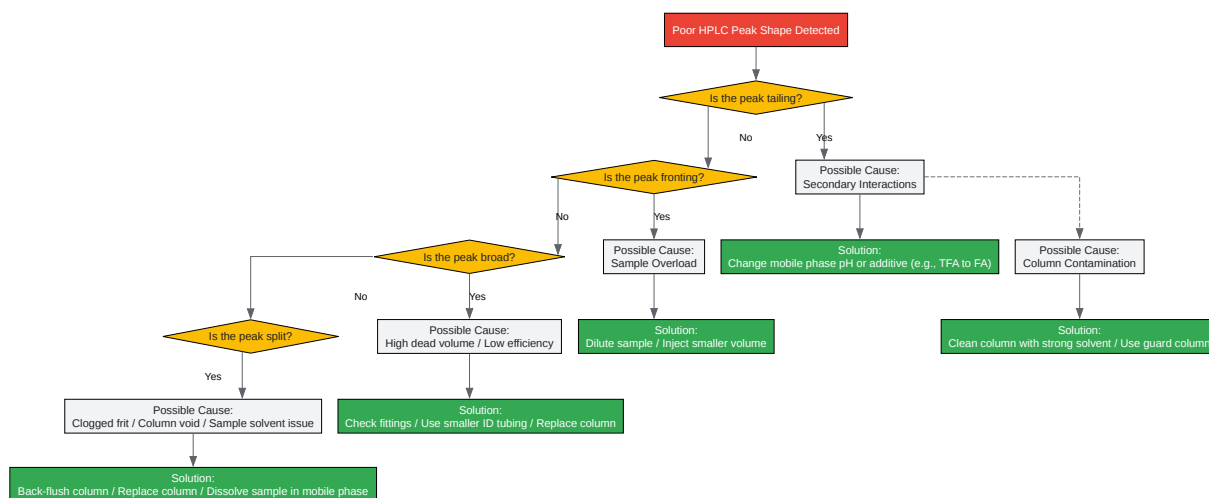 Poor HPLC Peak Shape Detected
Is the peak tailing?
No
Yes
Is the peak fronting?
Possible Cause:
Secondary Interactions
No
Yes
Is the peak broad?
Possible Cause:
Sample Overload
Solution:
Change mobile phase pH or additive (e.g., TFA to FA)
Possible Cause:
Column Contamination
No
Yes
Is the peak split?
Possible Cause:
High dead volume / Low efficiency
Solution:
Dilute sample / Inject smaller volume
Solution:
Clean column with strong solvent / Use guard column
Yes
Possible Cause:
Clogged frit / Column void / Sample solvent issue
Solution:
Check fittings / Use smaller ID tubing / Replace column
Solution:
Back-flush column / Replace column / Dissolve sample in mobile phase